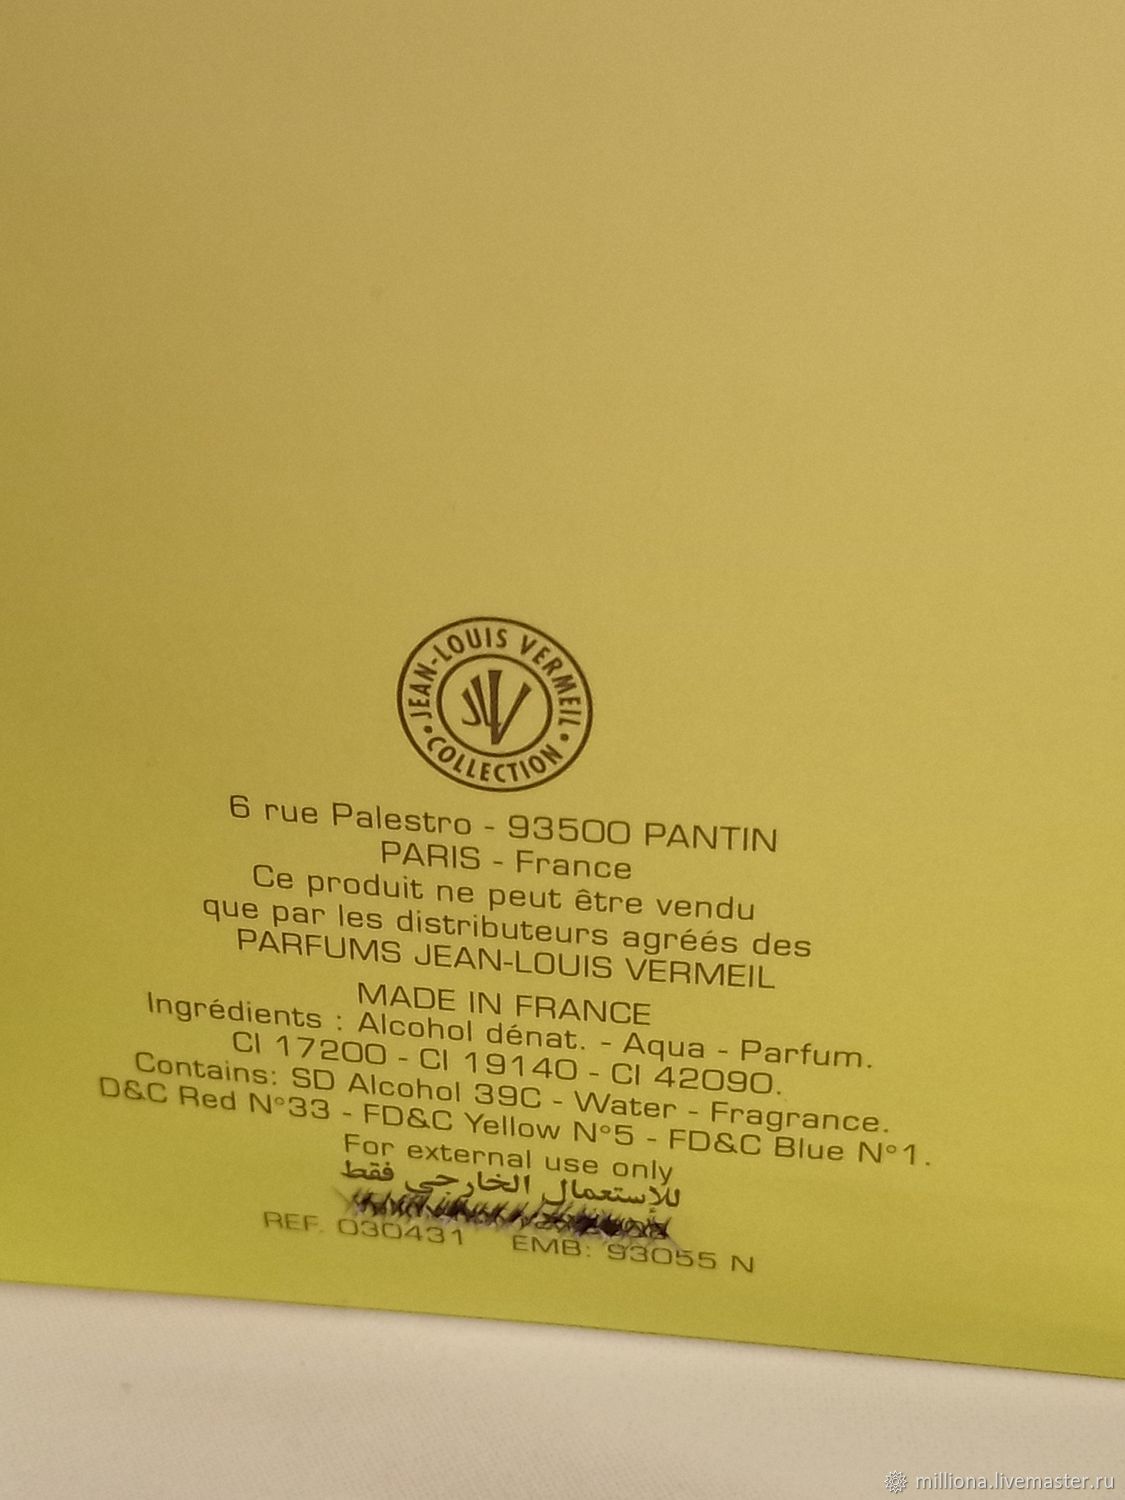 JEAN-LOUIS VERMEIL
JLV
• COLLECTION •
6 rue Palestro - 93500 PANTIN
PARIS - France
Ce produit ne peut être vendu
que par les distributeurs agréés des
PARFUMS JEAN-LOUIS VERMEIL
MADE IN FRANCE
Ingrédients : Alcohol dénat. - Aqua - Parfum.
CI 17200 - CI 19140 - CI 42090.
Contains: SD Alcohol 39C - Water - Fragrance.
D&C Red N°33 - FD&C Yellow N°5 - FD&C Blue N°1.
For external use only
للإستعمال الخارجي فقط
REF. 030431 EMB: 93055 N
milliona.livemaster.ru